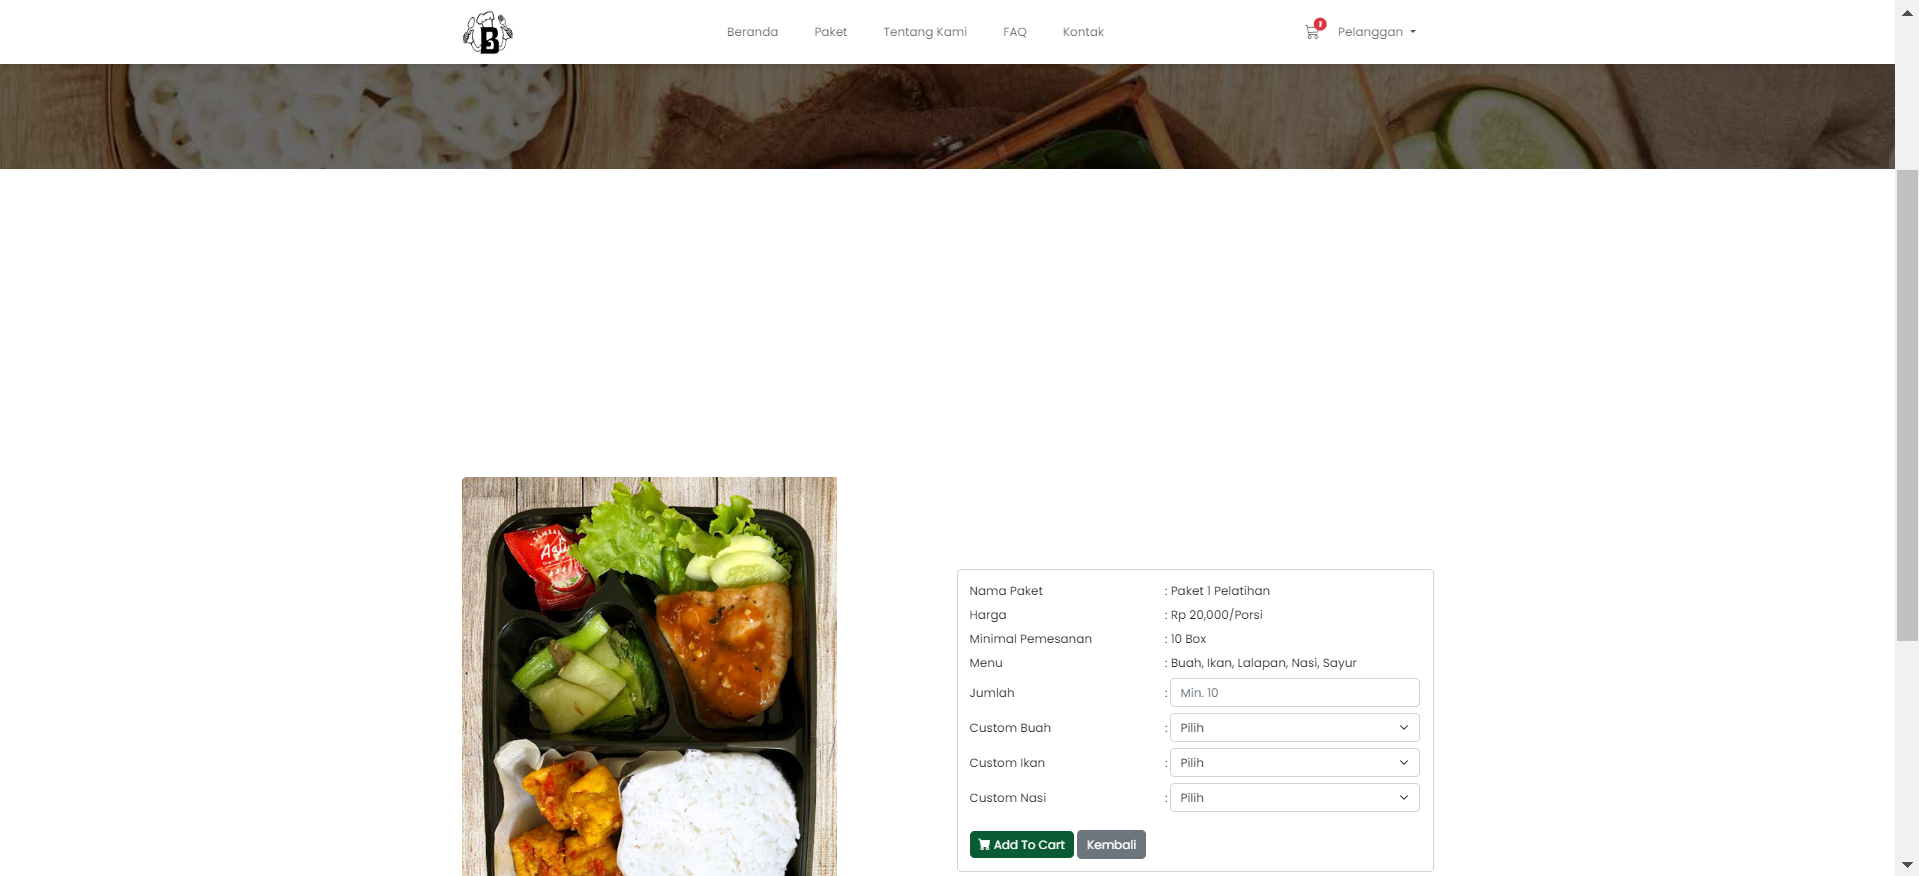 B
Beranda Paket Tentang Kami FAQ Kontak 1 Pelanggan
SAMBAL
Nama Paket : Paket 1 Pelatihan
Harga : Rp 20,000/Porsi
Minimal Pemesanan : 10 Box
Menu : Buah, Ikan, Lalapan, Nasi, Sayur
Jumlah : Min. 10
Custom Buah : Pilih
Custom Ikan : Pilih
Custom Nasi : Pilih
Add To Cart Kembali